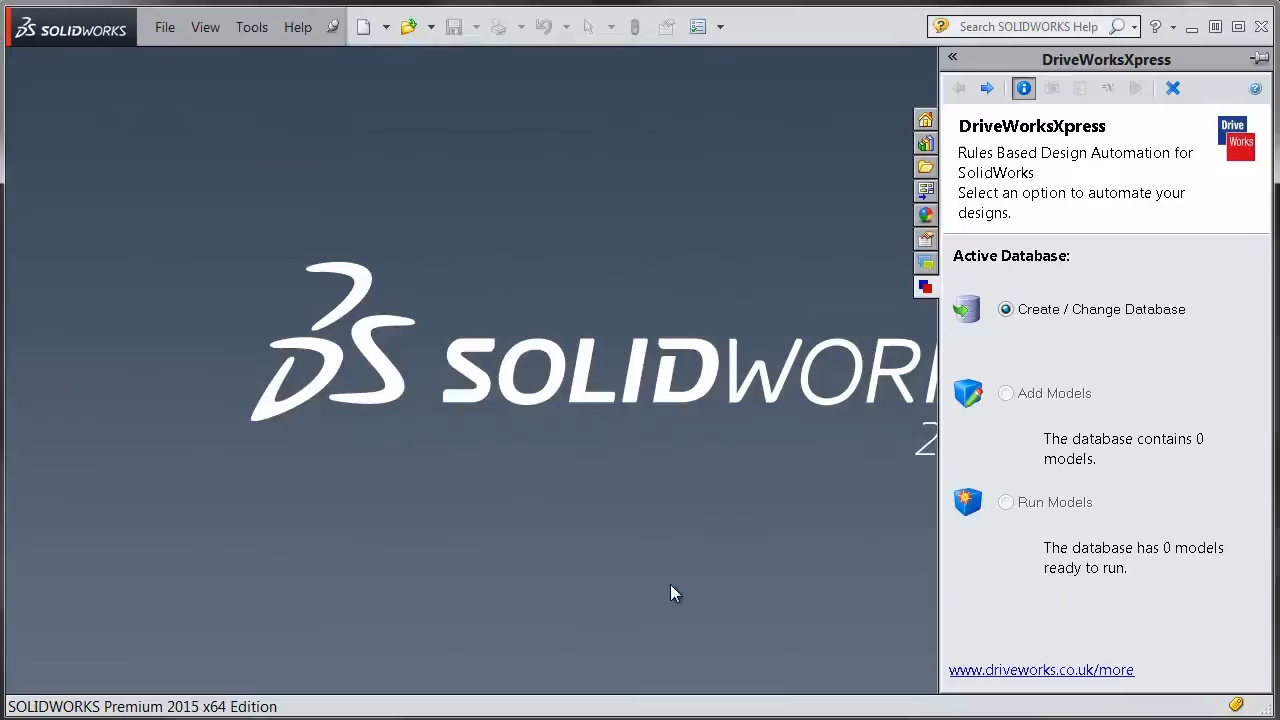 SOLIDWORKS
File View Tools Help
Search SOLIDWORKS Help
DriveWorksXpress
DriveWorksXpress
Rules Based Design Automation for
SolidWorks
Select an option to automate your
designs.
Drive
Works
Active Database:
Create / Change Database
Add Models
The database contains 0
models.
Run Models
The database has 0 models
ready to run.
www.driveworks.co.uk/more
SOLIDWOR
2
SOLIDWORKS Premium 2015 x64 Edition